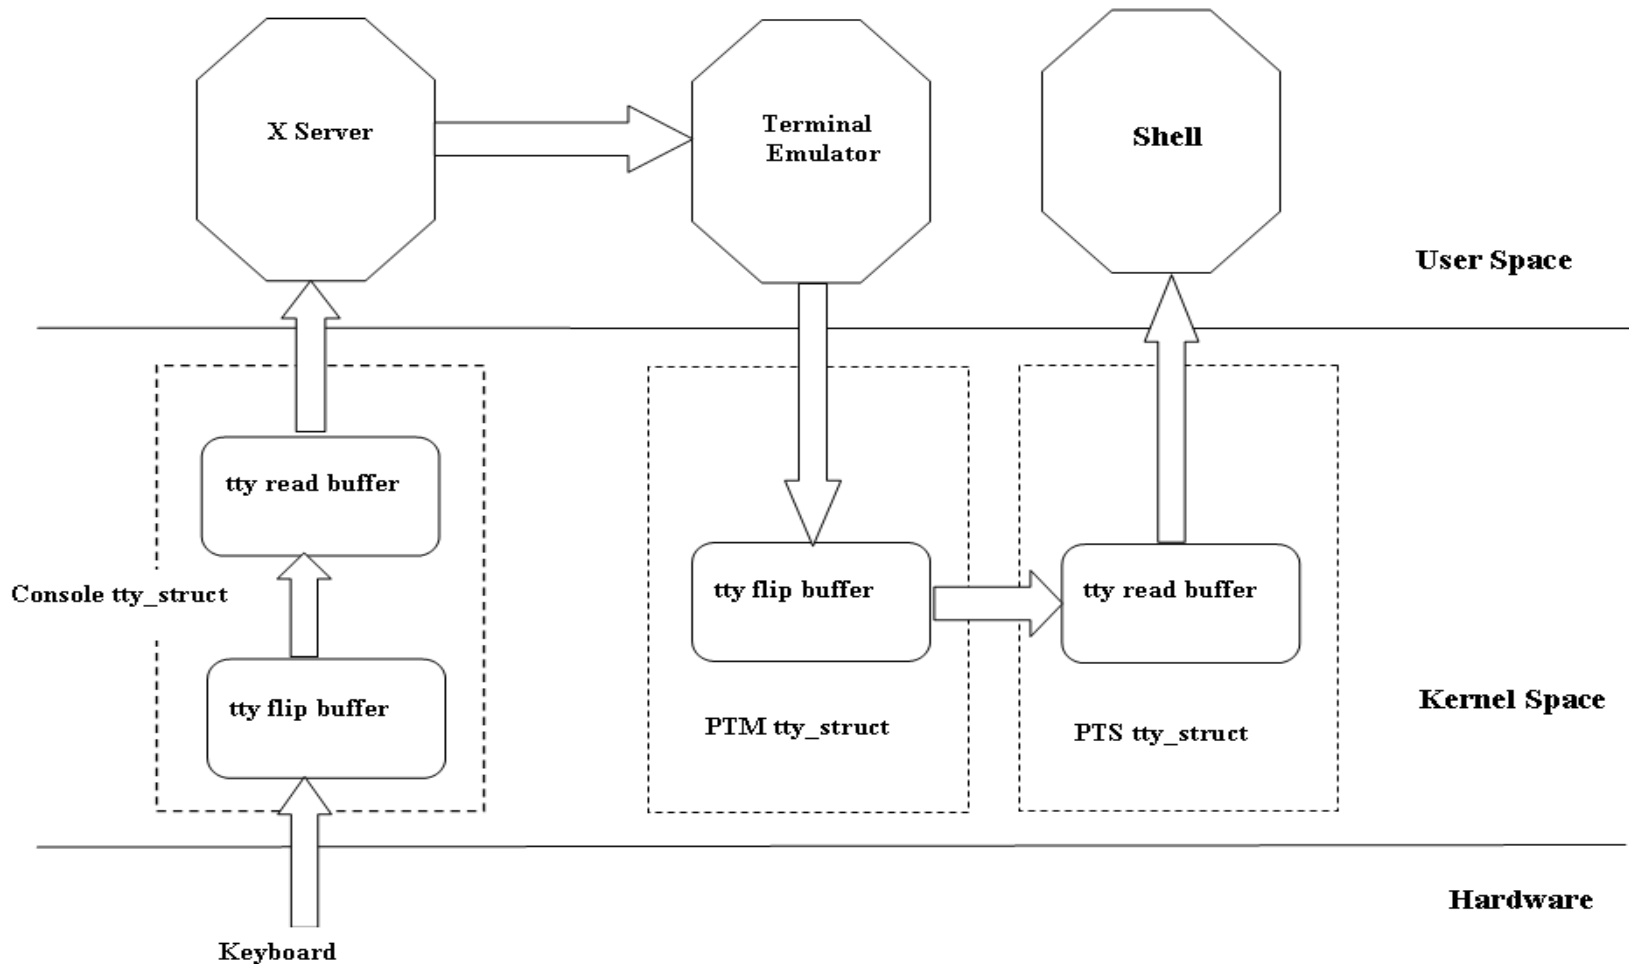 X Server
Terminal
Emulator
Shell
User Space
tty read buffer
Console tty_struct
tty flip buffer
tty flip buffer
tty read buffer
PTM tty_struct
PTS tty_struct
Kernel Space
Hardware
Keyboard